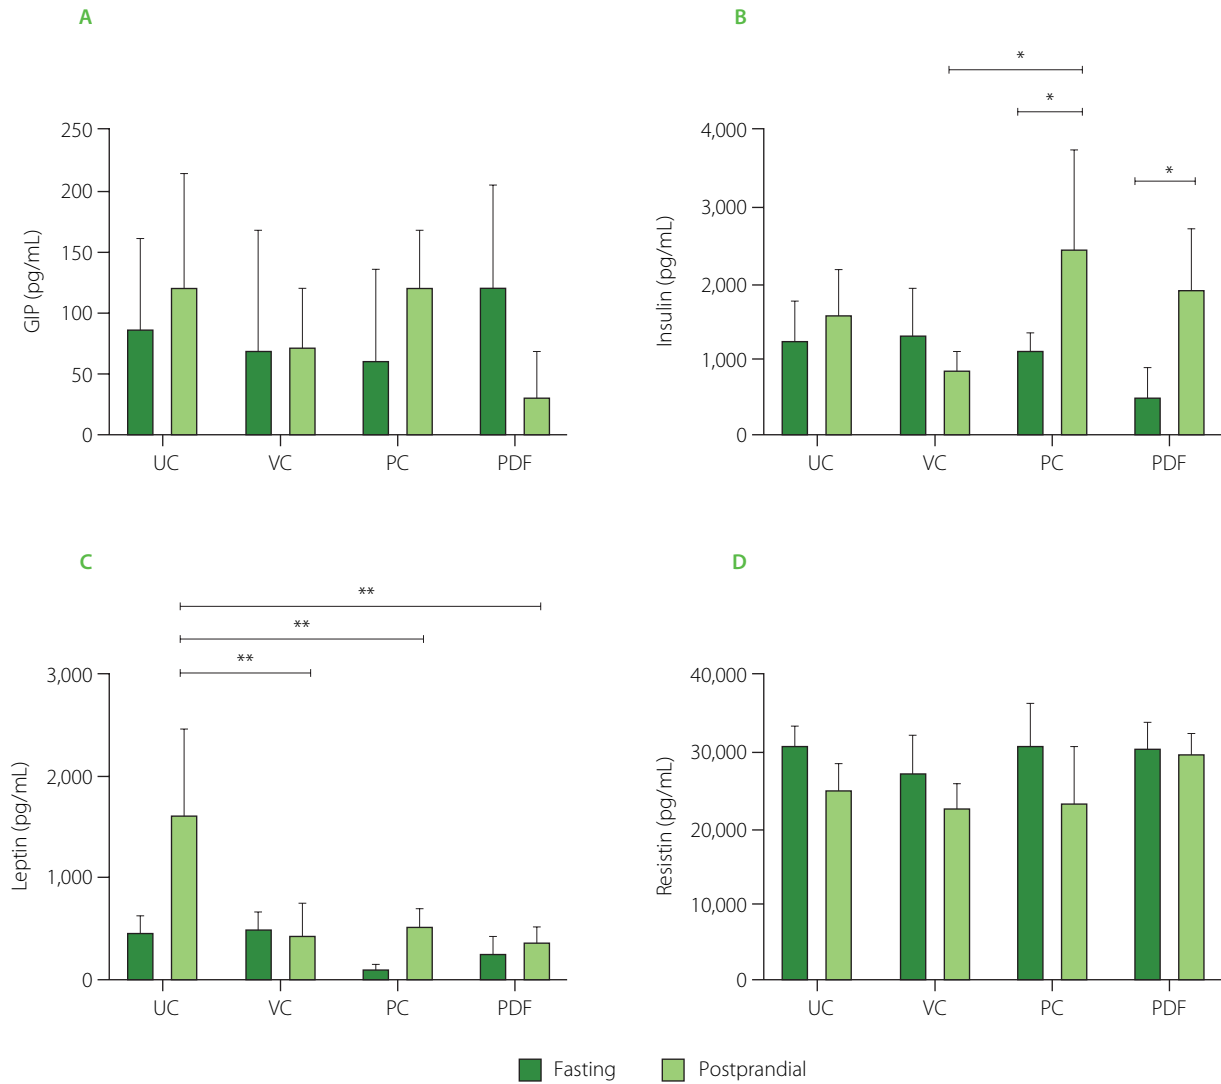 A
GIP (pg/mL)
250
200
150
100
50
0
UC VC PC PDF
B
*
*
*
Insulin (pg/mL)
4,000
3,000
2,000
1,000
0
UC VC PC PDF
C
**
**
**
Leptin (pg/mL)
3,000
2,000
1,000
0
UC VC PC PDF
D
Resistin (pg/mL)
40,000
30,000
20,000
10,000
0
UC VC PC PDF
Fasting Postprandial